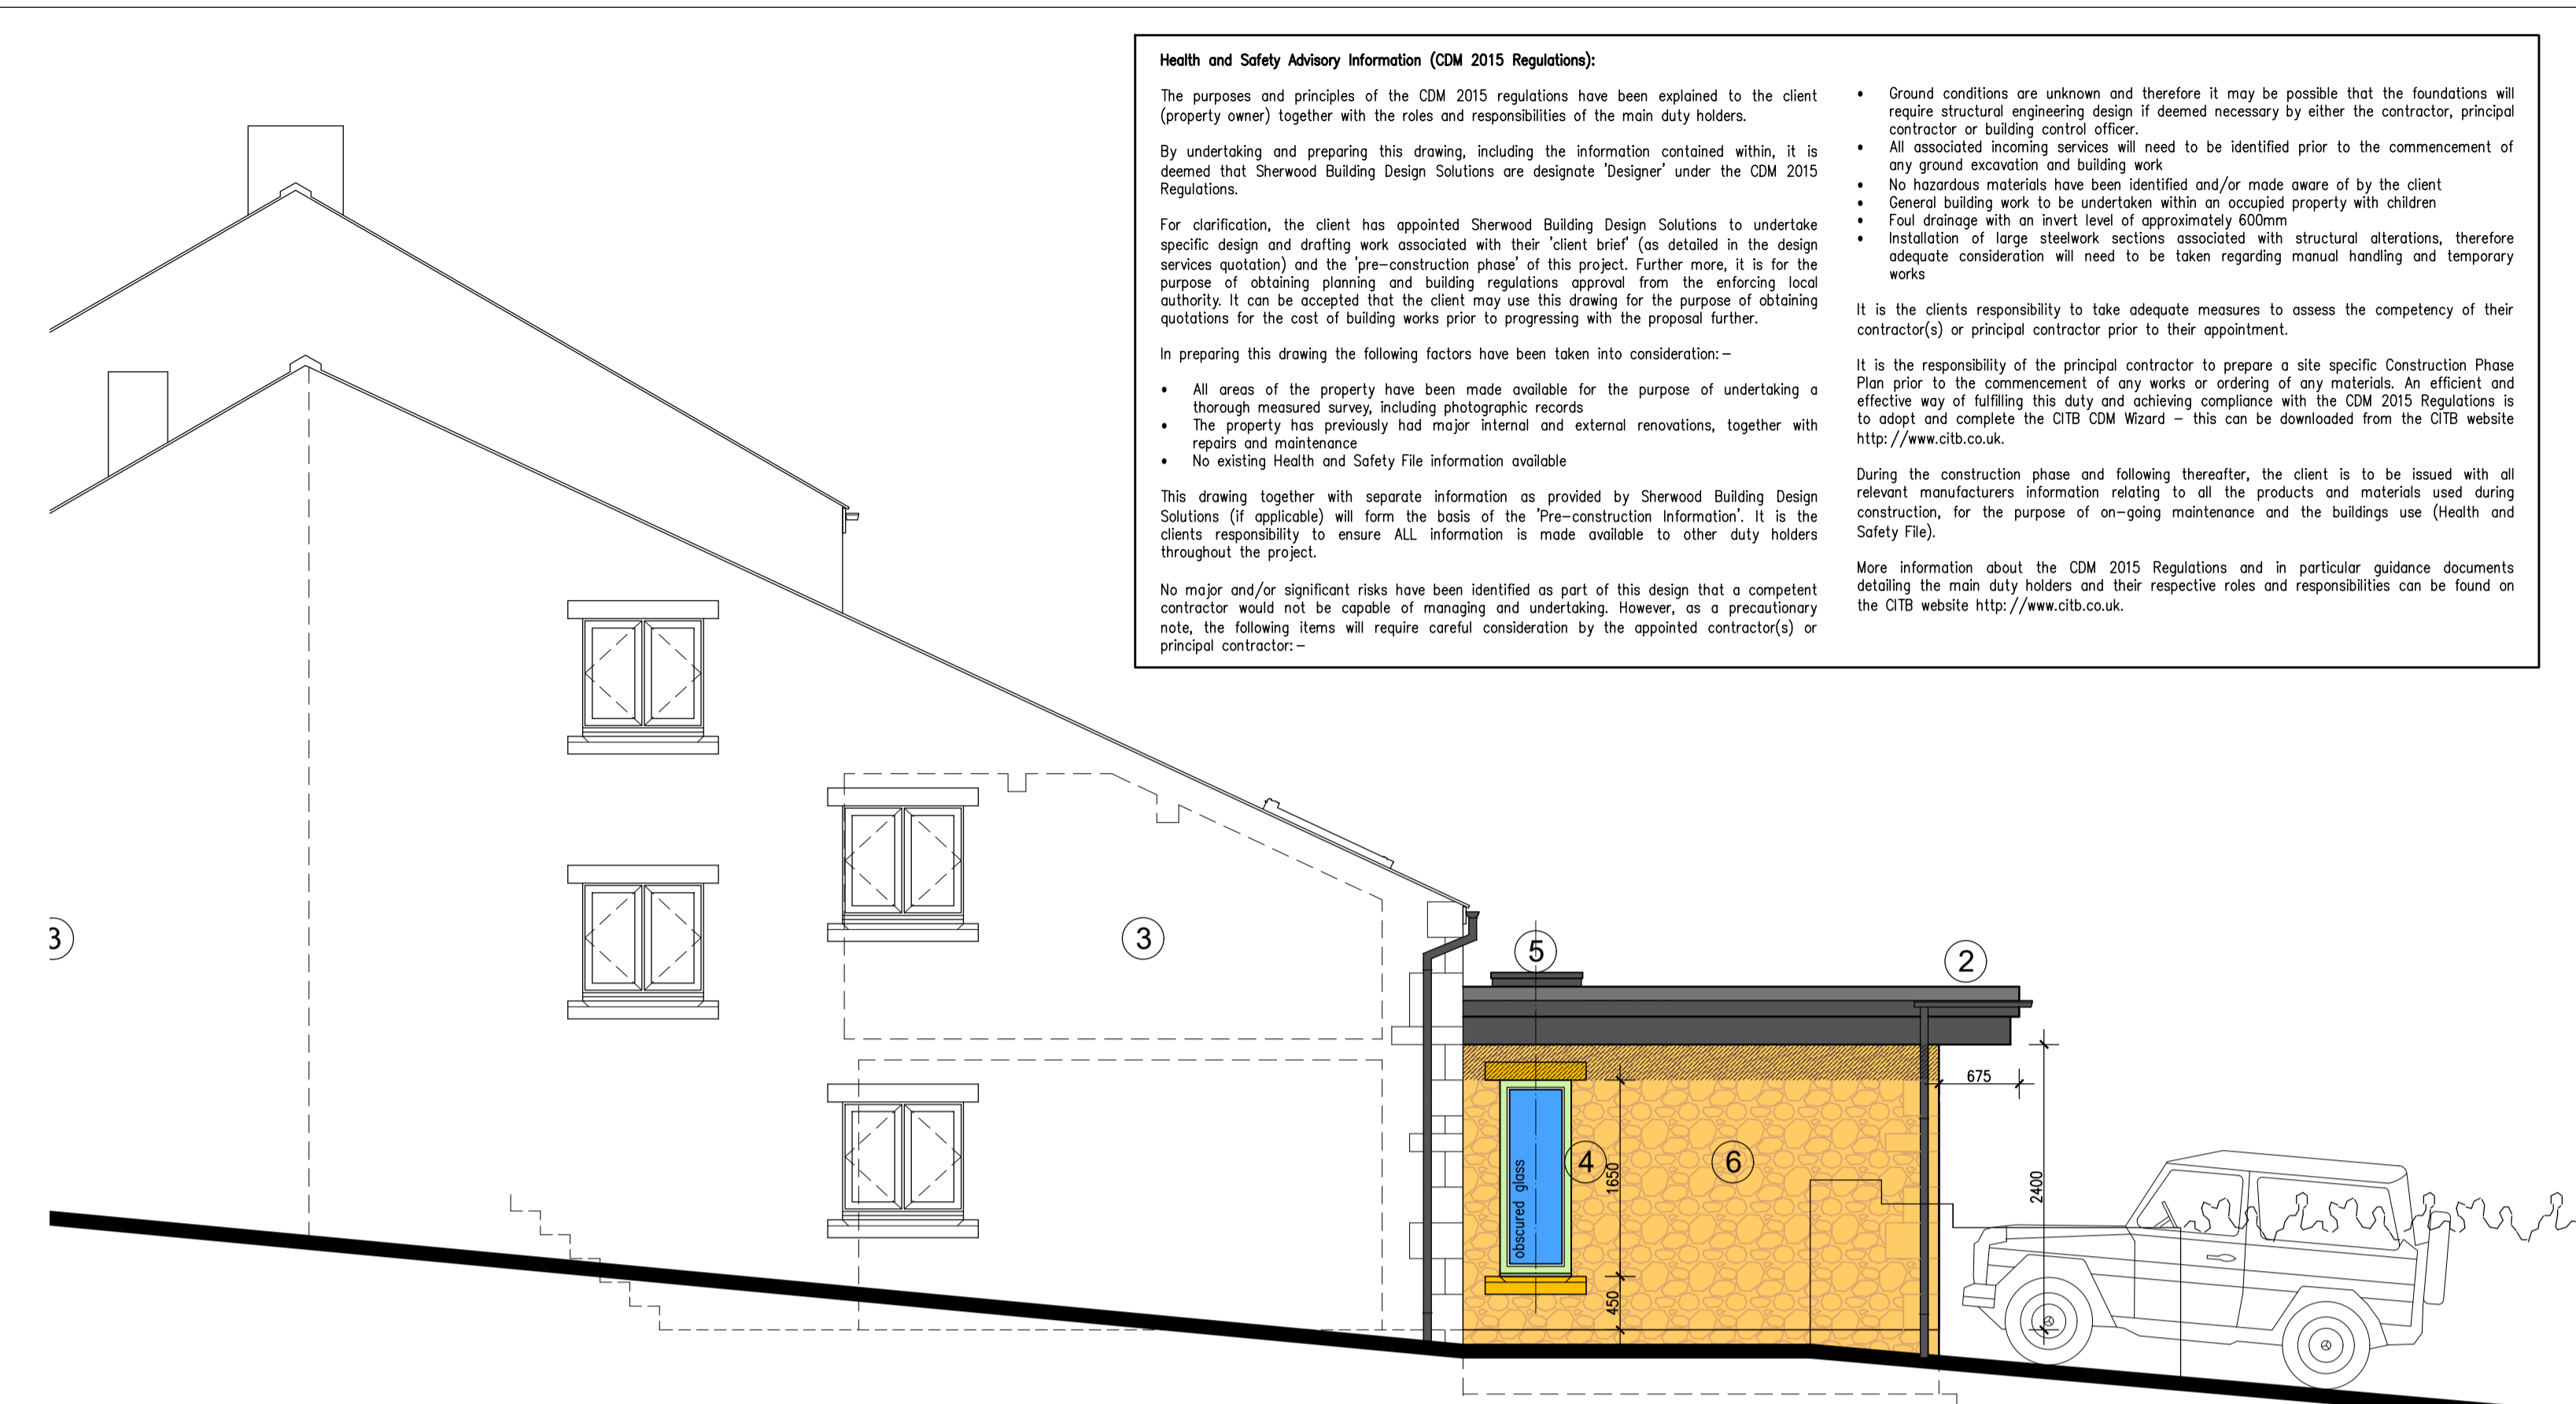 Health and Safety Advisory Information (CDM 2015 Regulations):
The purposes and principles of the CDM 2015 regulations have been explained to the client
(property owner) together with the roles and responsibilities of the main duty holders.
By undertaking and preparing this drawing, including the information contained within, it is
deemed that Sherwood Building Design Solutions are designate 'Designer' under the CDM 2015
Regulations.
For clarification, the client has appointed Sherwood Building Design Solutions to undertake
specific design and drafting work associated with their 'client brief' (as detailed in the design
services quotation) and the 'pre-construction phase' of this project. Further more, it is for the
purpose of obtaining planning and building regulations approval from the enforcing local
authority. It can be accepted that the client may use this drawing for the purpose of obtaining
quotations for the cost of building works prior to progressing with the proposal further.
In preparing this drawing the following factors have been taken into consideration:-
• All areas of the property have been made available for the purpose of undertaking a
thorough measured survey, including photographic records
• The property has previously had major internal and external renovations, together with
repairs and maintenance
• No existing Health and Safety File information available
This drawing together with separate information as provided by Sherwood Building Design
Solutions (if applicable) will form the basis of the 'Pre-construction Information'. It is the
clients responsibility to ensure ALL information is made available to other duty holders
throughout the project.
No major and/or significant risks have been identified as part of this design that a competent
contractor would not be capable of managing and undertaking. However, as a precautionary
note, the following items will require careful consideration by the appointed contractor(s) or
principal contractor:-
• Ground conditions are unknown and therefore it may be possible that the foundations will
require structural engineering design if deemed necessary by either the contractor, principal
contractor or building control officer.
• All associated incoming services will need to be identified prior to the commencement of
any ground excavation and building work
• No hazardous materials have been identified and/or made aware of by the client
• General building work to be undertaken within an occupied property with children
• Foul drainage with an invert level of approximately 600mm
• Installation of large steelwork sections associated with structural alterations, therefore
adequate consideration will need to be taken regarding manual handling and temporary
works
It is the clients responsibility to take adequate measures to assess the competency of their
contractor(s) or principal contractor prior to their appointment.
It is the responsibility of the principal contractor to prepare a site specific Construction Phase
Plan prior to the commencement of any works or ordering of any materials. An efficient and
effective way of fulfilling this duty and achieving compliance with the CDM 2015 Regulations is
to adopt and complete the CITB CDM Wizard - this can be downloaded from the CITB website
http://www.citb.co.uk.
During the construction phase and following thereafter, the client is to be issued with all
relevant manufacturers information relating to all the products and materials used during
construction, for the purpose of on-going maintenance and the buildings use (Health and
Safety File).
More information about the CDM 2015 Regulations and in particular guidance documents
detailing the main duty holders and their respective roles and responsibilities can be found on
the CITB website http://www.citb.co.uk.
3
3
5
2
675
4
1650
6
2400
obscured glass
450